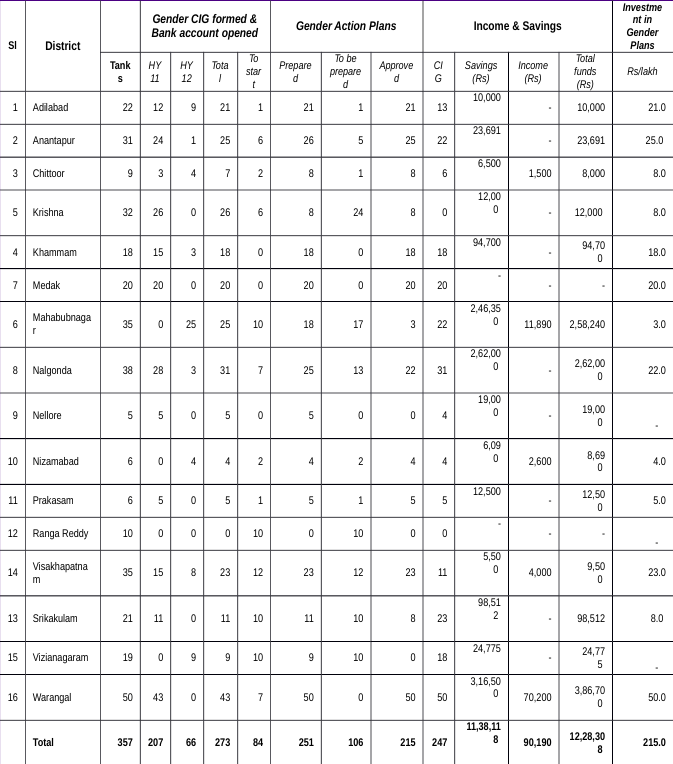 Sl District Gender CIG formed & Bank account opened Gender Action Plans Income & Savings Investment in Gender Plans
Tanks HY 11 HY 12 Total To start Prepared To be prepared Approved CIG Savings (Rs) Income (Rs) Total funds (Rs) Rs/lakh
1 Adilabad 22 12 9 21 1 21 1 21 13 10,000 - 10,000 21.0
2 Anantapur 31 24 1 25 6 26 5 25 22 23,691 - 23,691 25.0
3 Chittoor 9 3 4 7 2 8 1 8 6 6,500 1,500 8,000 8.0
5 Krishna 32 26 0 26 6 8 24 8 0 12,000 - 12,000 8.0
4 Khammam 18 15 3 18 0 18 0 18 18 94,700 - 94,700 18.0
7 Medak 20 20 0 20 0 20 0 20 20 - - - 20.0
6 Mahabubnagar 35 0 25 25 10 18 17 3 22 2,46,350 11,890 2,58,240 3.0
8 Nalgonda 38 28 3 31 7 25 13 22 31 2,62,000 - 2,62,000 22.0
9 Nellore 5 5 0 5 0 5 0 0 4 19,000 - 19,000 -
10 Nizamabad 6 0 4 4 2 4 2 4 4 6,090 2,600 8,690 4.0
11 Prakasam 6 5 0 5 1 5 1 5 5 12,500 - 12,500 5.0
12 Ranga Reddy 10 0 0 0 10 0 10 0 0 - - - -
14 Visakhapatnam 35 15 8 23 12 23 12 23 11 5,500 4,000 9,500 23.0
13 Srikakulam 21 11 0 11 10 11 10 8 23 98,512 - 98,512 8.0
15 Vizianagaram 19 0 9 9 10 9 10 0 18 24,775 - 24,775 -
16 Warangal 50 43 0 43 7 50 0 50 50 3,16,500 70,200 3,86,700 50.0
Total 357 207 66 273 84 251 106 215 247 11,38,118 90,190 12,28,308 215.0